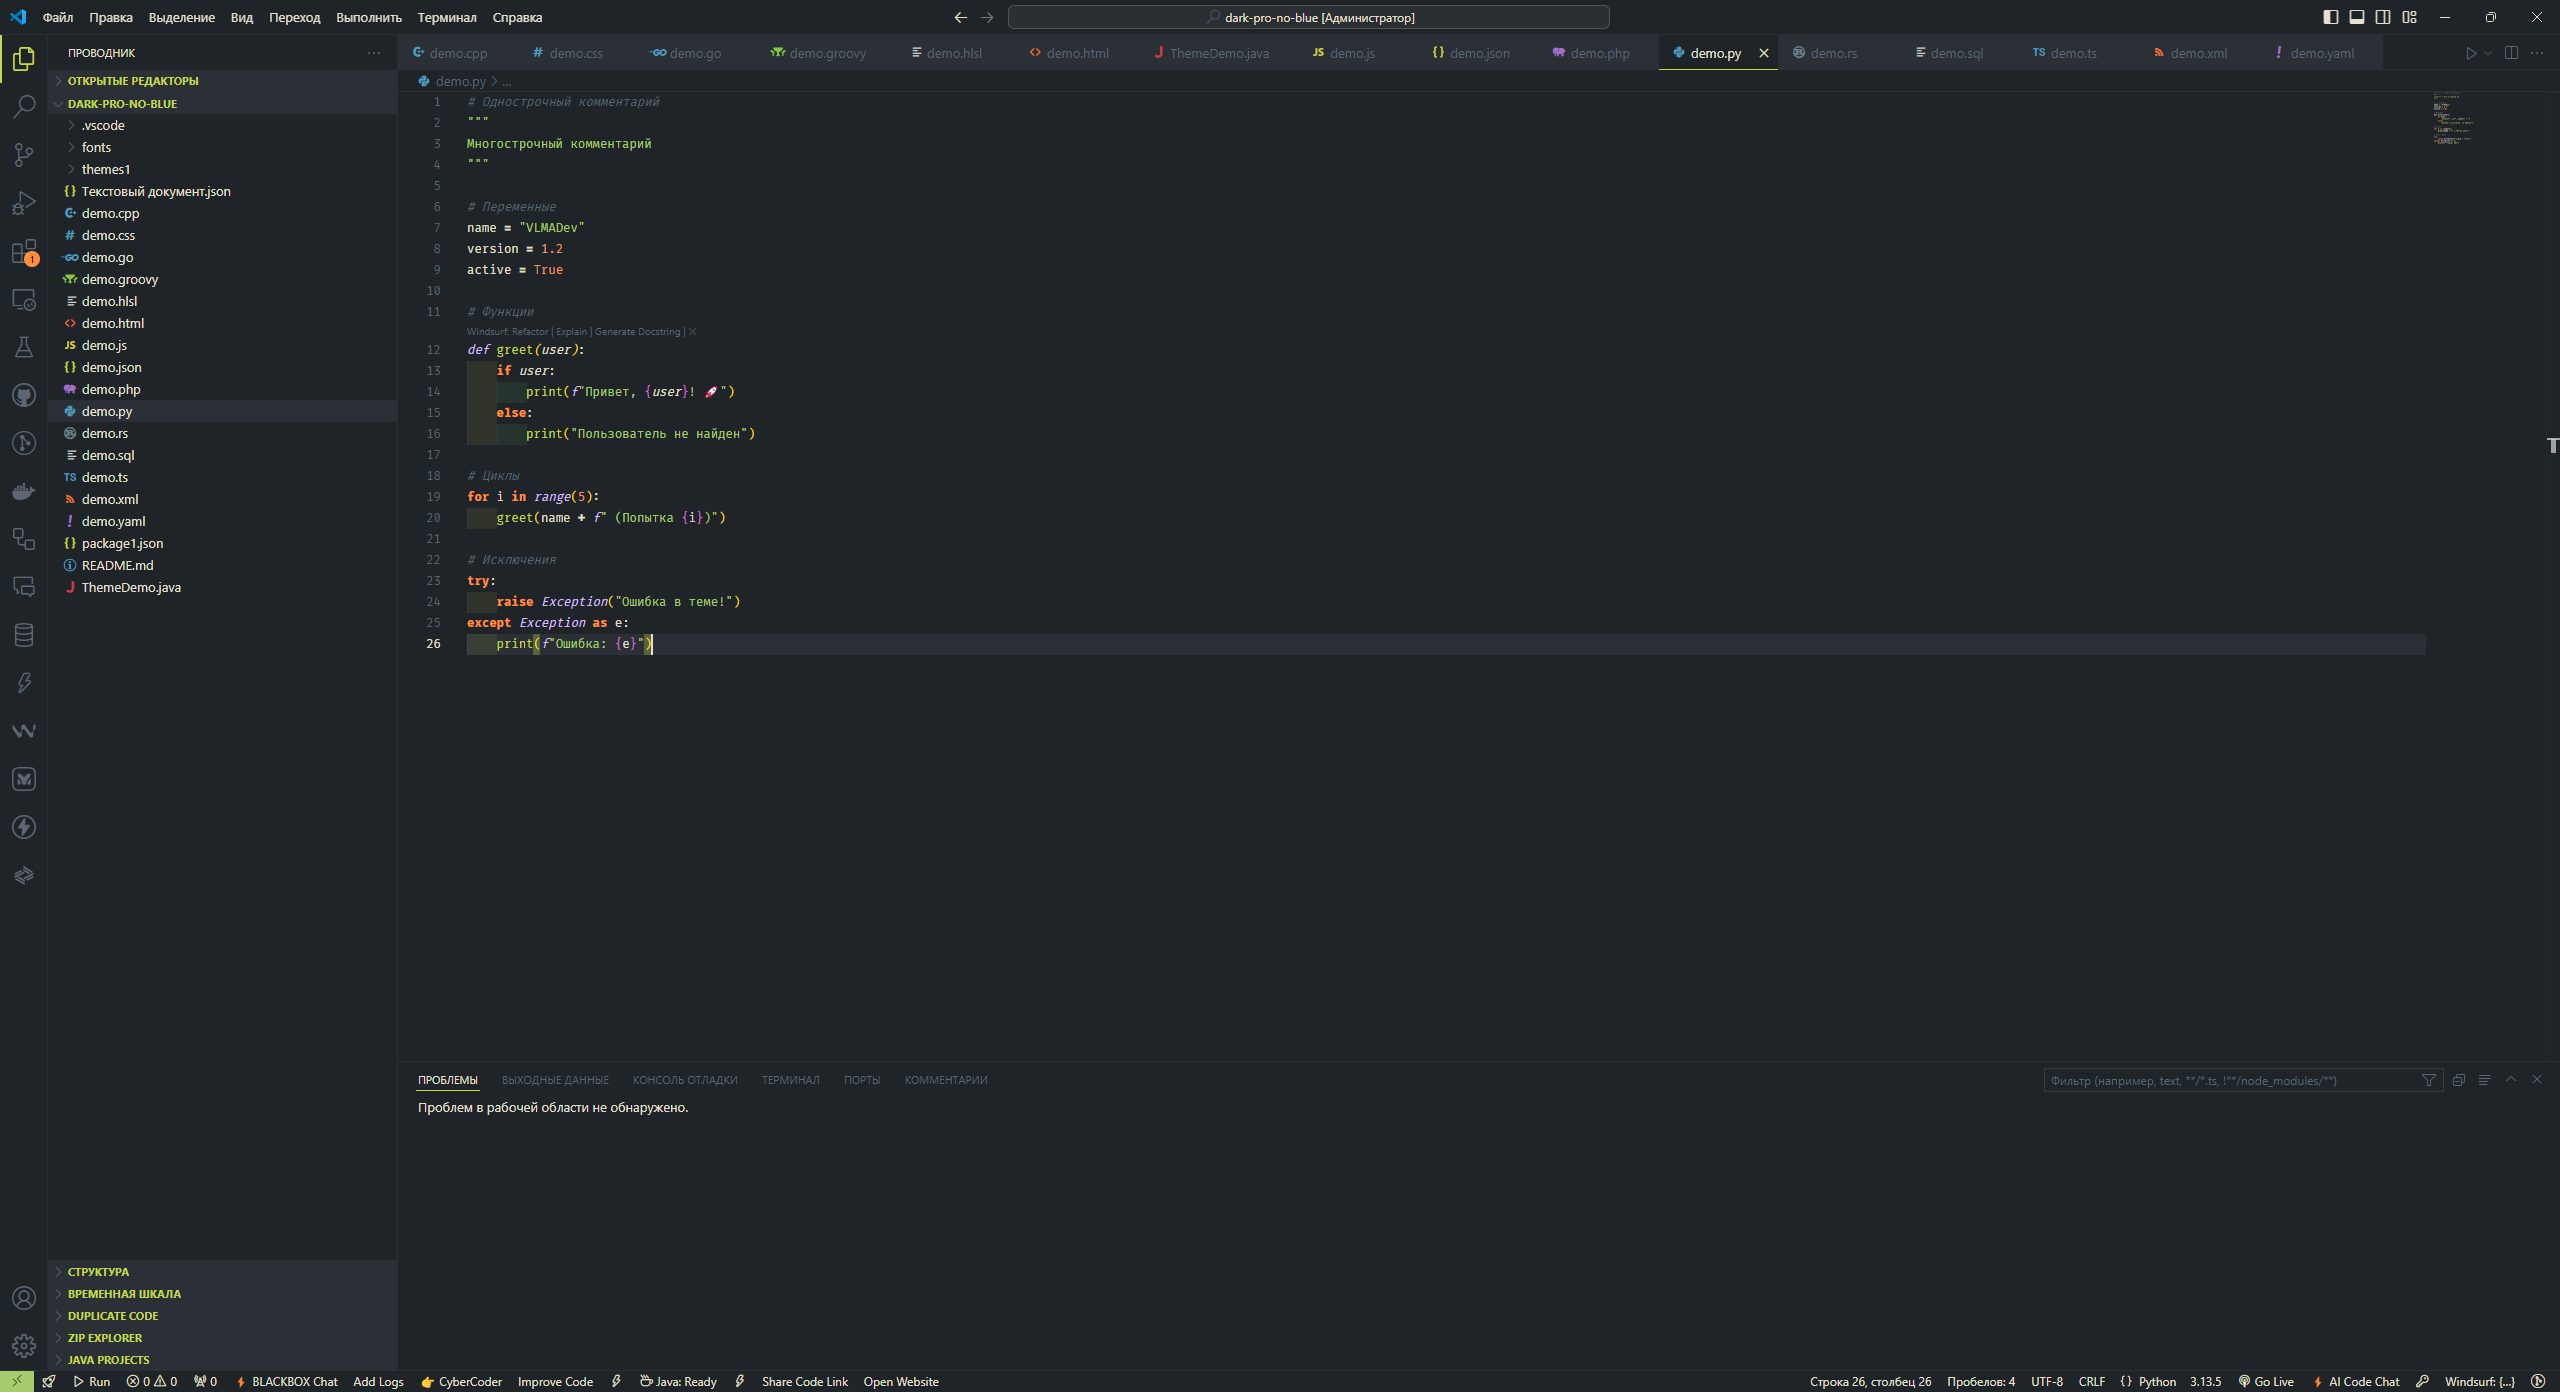 Файл Правка Выделение Вид Переход Выполнить Терминал Справка
dark-pro-no-blue [Администратор]
ПРОВОДНИК
ОТКРЫТЫЕ РЕДАКТОРЫ
DARK-PRO-NO-BLUE
.vscode
fonts
themes1
Текстовый документ.json
demo.cpp
demo.css
demo.go
demo.groovy
demo.hlsl
demo.html
demo.js
demo.json
demo.php
demo.py
demo.rs
demo.sql
demo.ts
demo.xml
demo.yaml
package1.json
README.md
ThemeDemo.java
СТРУКТУРА
ВРЕМЕННАЯ ШКАЛА
DUPLICATE CODE
ZIP EXPLORER
JAVA PROJECTS
demo.cpp demo.css demo.go demo.groovy demo.hlsl demo.html ThemeDemo.java demo.js demo.json demo.php demo.py demo.rs demo.sql demo.ts demo.xml demo.yaml
demo.py > ...
1 # Однострочный комментарий
2 """
3 Многострочный комментарий
4 """
5
6 # Переменные
7 name = "VLMADev"
8 version = 1.2
9 active = True
10
11 # Функции
Windsurf: Refactor | Explain | Generate Docstring | ×
12 def greet(user):
13 if user:
14 print(f"Привет, {user}! 🚀")
15 else:
16 print("Пользователь не найден")
17
18 # Циклы
19 for i in range(5):
20 greet(name + f" (Попытка {i})")
21
22 # Исключения
23 try:
24 raise Exception("Ошибка в теме!")
25 except Exception as e:
26 print(f"Ошибка: {e}")
ПРОБЛЕМЫ ВЫХОДНЫЕ ДАННЫЕ КОНСОЛЬ ОТЛАДКИ ТЕРМИНАЛ ПОРТЫ КОММЕНТАРИИ
Фильтр (например, text, **/*.ts, !**/node_modules/**)
Проблем в рабочей области не обнаружено.
Run 0 0 0 BLACKBOX Chat Add Logs CyberCoder Improve Code Java: Ready Share Code Link Open Website
Строка 26, столбец 26 Пробелов: 4 UTF-8 CRLF {} Python 3.13.5 Go Live AI Code Chat Windsurf: {...}